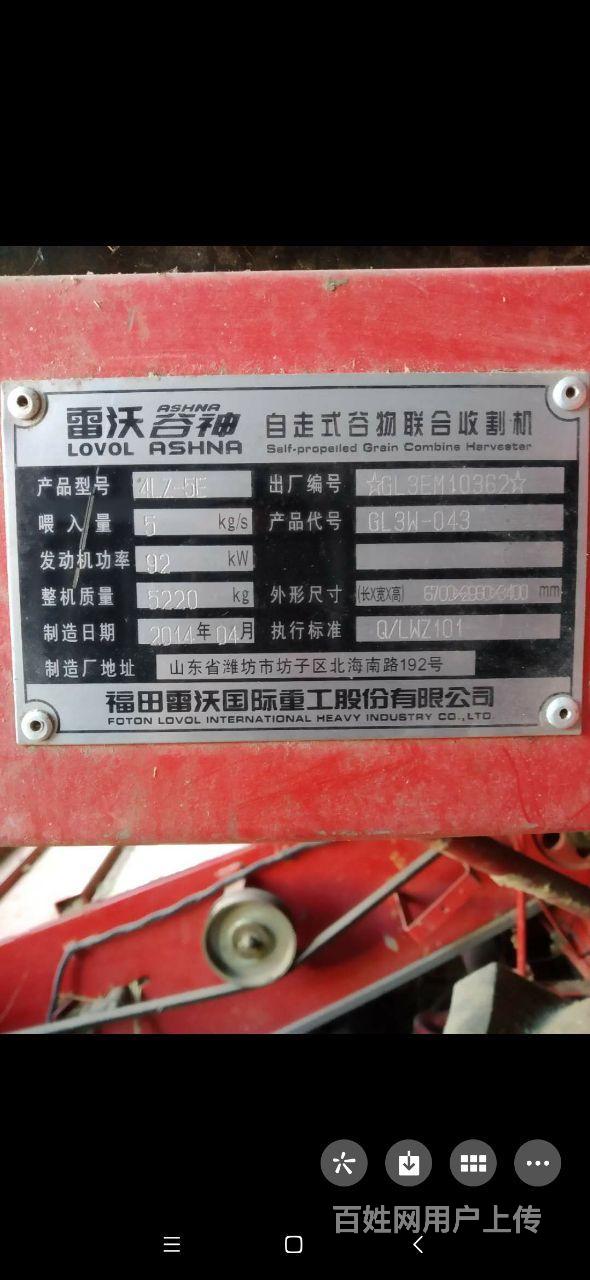 雷沃 ASHNA 谷神 自走式谷物联合收割机
LOVOL ASHNA Self-propelled Grain Combine Harvester
产品型号 4LZ-5E 出厂编号 ☆GL3EM10362☆
喂入量 5 kg/s 产品代号 GL3W-043
发动机功率 92 kW
整机质量 5220 kg 外形尺寸 (长X宽X高) 6700×2980×3400 mm
制造日期 2014年04月 执行标准 Q/LWZ101
制造厂地址 山东省潍坊市坊子区北海南路192号
福田雷沃国际重工股份有限公司
FOTON LOVOL INTERNATIONAL HEAVY INDUSTRY CO.,LTD.
百姓网用户上传